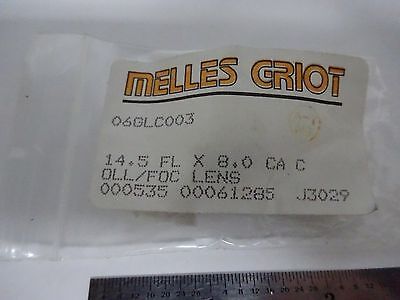 MELLES GRIOT
06GLC003
14.5 FL X 8.0 CA C
OLL/FOC LENS
000535 00061285 J3029